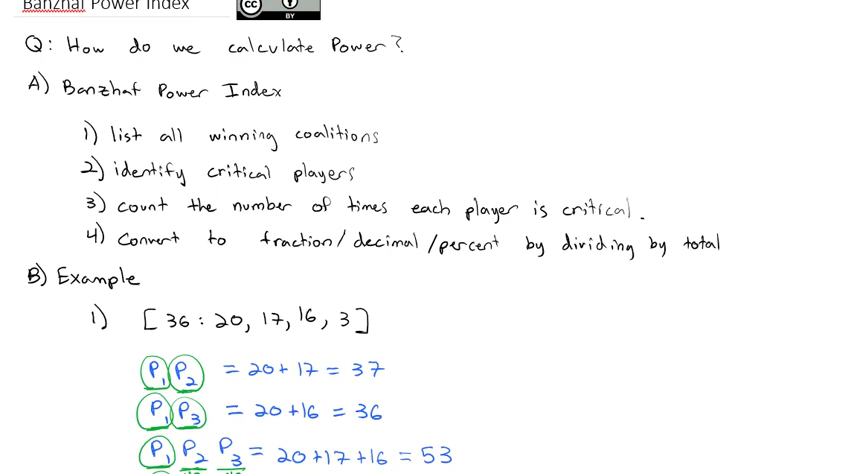 Banzhaf Power Index
cc BY
Q: How do we calculate Power?
A) Banzhaf Power Index
1) list all winning coalitions
2) identify critical players
3) count the number of times each player is critical.
4) convert to fraction/decimal/percent by dividing by total
B) Example
1) [36: 20, 17, 16, 3]
P1 P2 = 20+17 = 37
P1 P3 = 20+16 = 36
P1 P2 P3 = 20+17+16 = 53